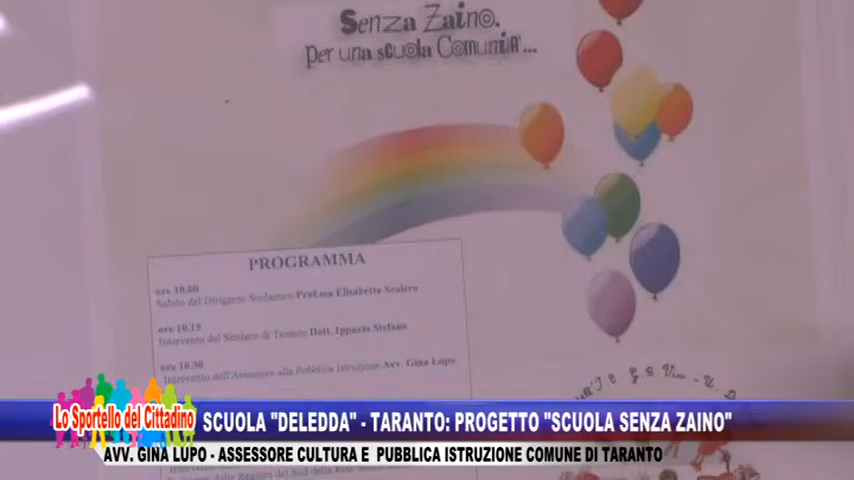 Senza Zaino.
Per una scuola Comunità...
PROGRAMMA
ore 10.00
Saluto del Dirigente Scolastico Prof.ssa Elisabetta Scalera
ore 10.15
Intervento del Sindaco di Taranto Dott. Ippazio Stefano
ore 10.30
Intervento dell'Assessore alla Pubblica Istruzione Avv. Gina Lupo
Lo Sportello del Cittadino
SCUOLA "DELEDDA" - TARANTO: PROGETTO "SCUOLA SENZA ZAINO"
AVV. GINA LUPO - ASSESSORE CULTURA E PUBBLICA ISTRUZIONE COMUNE DI TARANTO